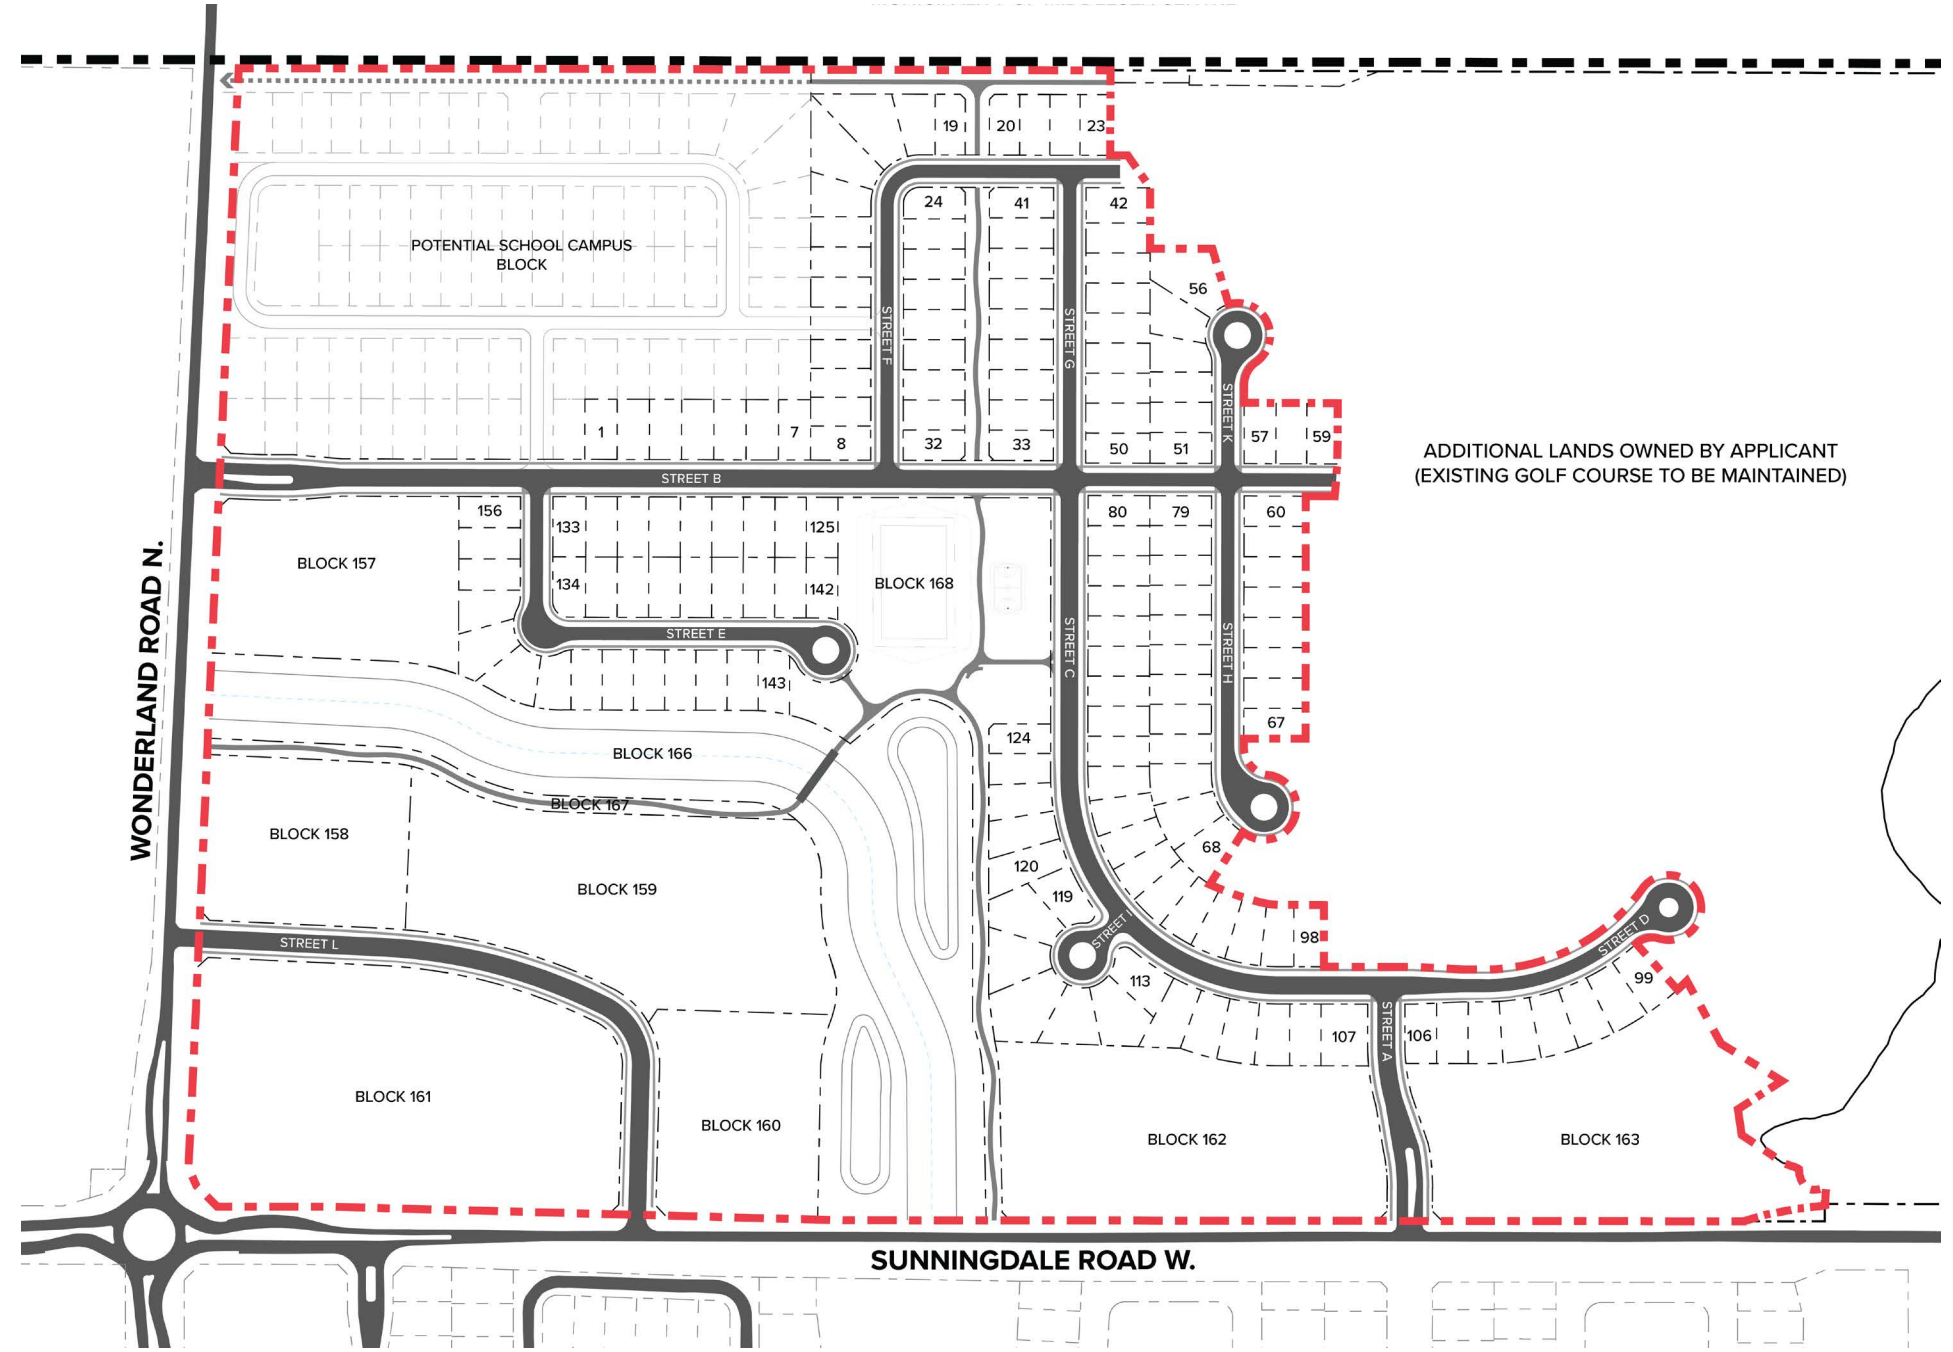 19
20
23
24
41
42
POTENTIAL SCHOOL CAMPUS
BLOCK
56
STREET F
STREET G
STREET K
1
7
8
32
33
50
51
57
59
ADDITIONAL LANDS OWNED BY APPLICANT
(EXISTING GOLF COURSE TO BE MAINTAINED)
STREET B
156
133
125
80
79
60
BLOCK 157
134
142
BLOCK 168
STREET E
STREET C
STREET H
143
67
124
WONDERLAND ROAD N.
BLOCK 166
BLOCK 167
BLOCK 158
68
120
BLOCK 159
119
STREET I
98
STREET D
STREET L
113
99
107
STREET A
106
BLOCK 161
BLOCK 160
BLOCK 162
BLOCK 163
SUNNINGDALE ROAD W.